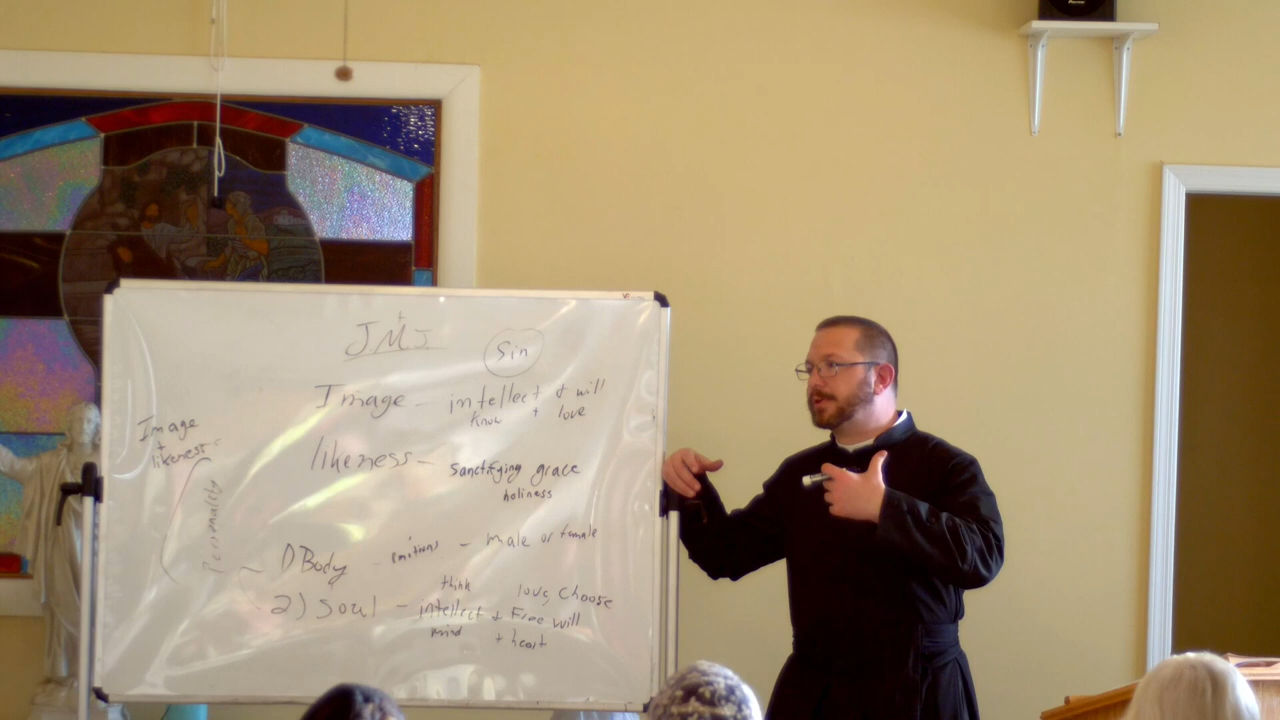 JMJ
Sin
Image - intellect + will
know + love
Image
+
likeness
likeness - sanctifying grace
holiness
Personality
1) Body - emotions - male or female
think love, choose
2) Soul - intellect + Free will
mind + heart
Pioneer